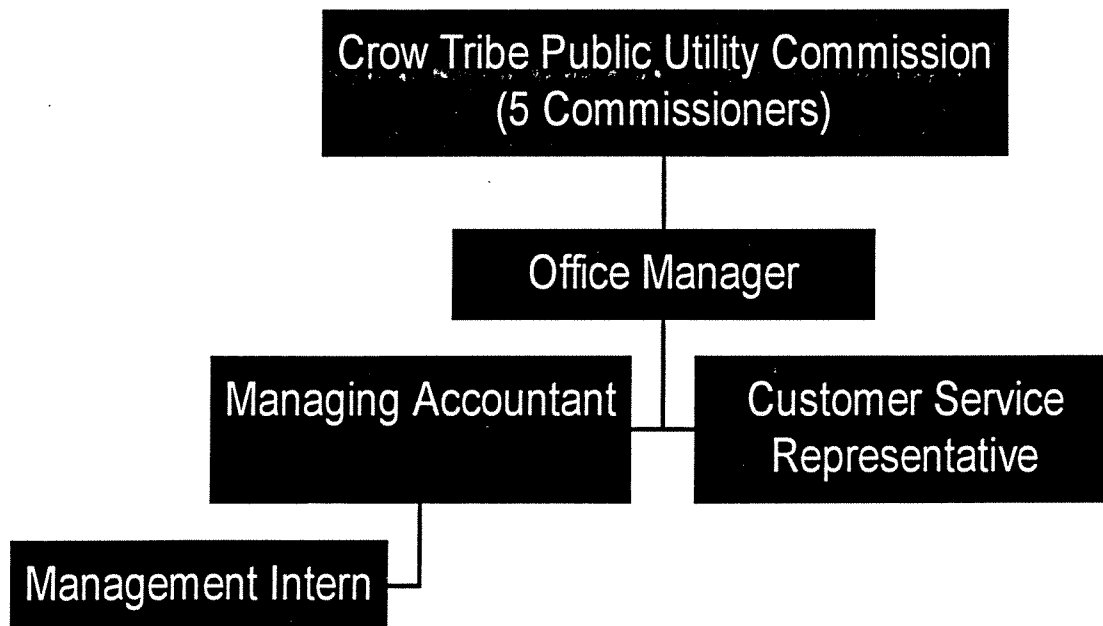 Crow Tribe Public Utility Commission
(5 Commissioners)
Office Manager
Managing Accountant
Customer Service
Representative
Management Intern